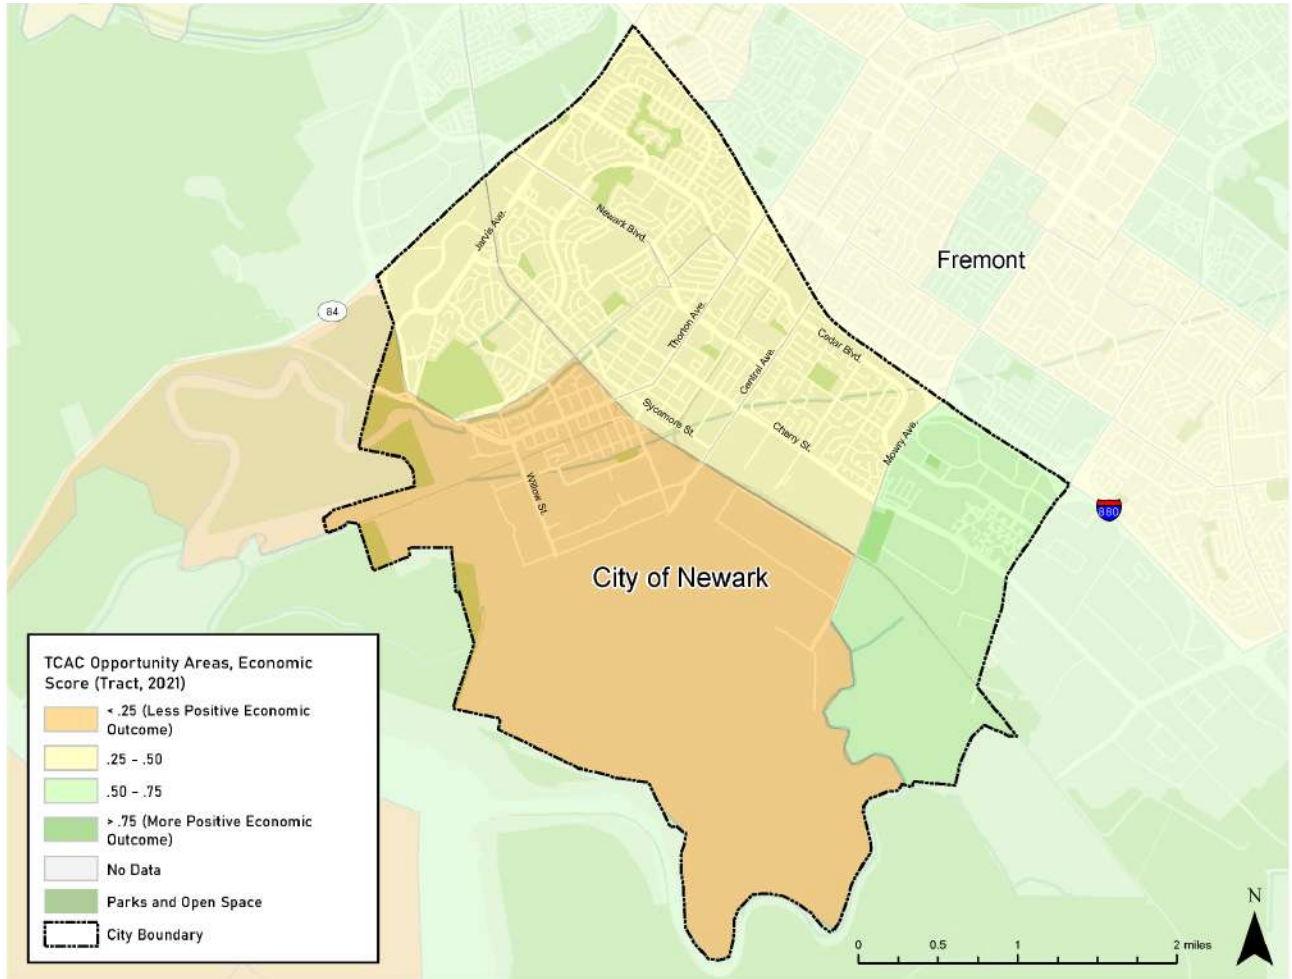 Fremont
Jarvis Ave.
Newark Blvd.
84
Thorton Ave.
Cedar Blvd.
Central Ave.
Sycamore St.
Cherry St.
Mowry Ave.
Willow St.
880
City of Newark
TCAC Opportunity Areas, Economic
Score (Tract, 2021)
< .25 (Less Positive Economic
Outcome)
.25 - .50
.50 - .75
> .75 (More Positive Economic
Outcome)
No Data
Parks and Open Space
City Boundary
N
0 0.5 1 2 miles